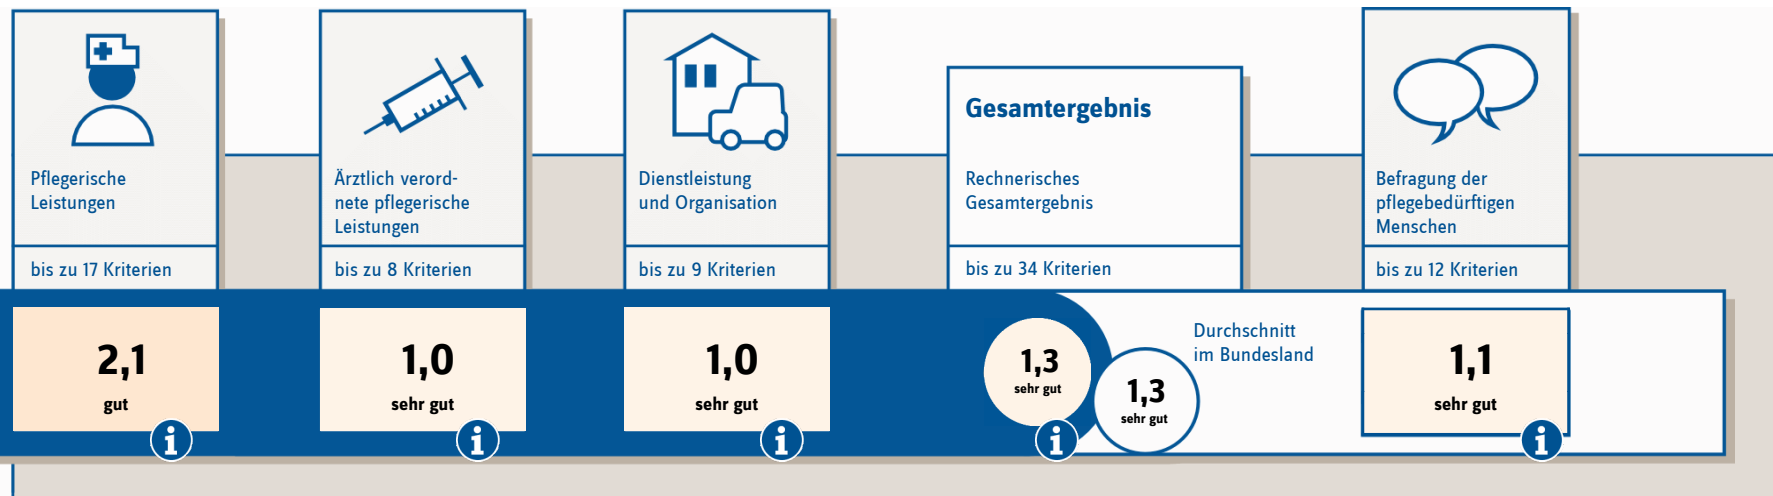 Pflegerische
Leistungen
bis zu 17 Kriterien
2,1
gut
i
Ärztlich verord-
nete pflegerische
Leistungen
bis zu 8 Kriterien
1,0
sehr gut
i
Dienstleistung
und Organisation
bis zu 9 Kriterien
1,0
sehr gut
i
Gesamtergebnis
Rechnerisches
Gesamtergebnis
bis zu 34 Kriterien
1,3
sehr gut
i
Durchschnitt
im Bundesland
1,3
sehr gut
Befragung der
pflegebedürftigen
Menschen
bis zu 12 Kriterien
1,1
sehr gut
i